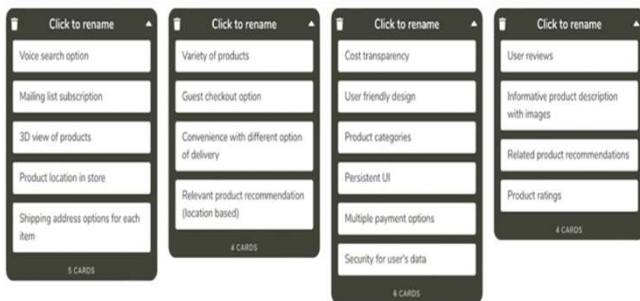 Click to rename
Voice search option
Mailing list subscription
3D view of products
Product location in store
Shipping address options for each
item
5 CARDS
Click to rename
Variety of products
Guest checkout option
Convenience with different option
of delivery
Relevant product recommendation
(location based)
4 CARDS
Click to rename
Cost transparency
User friendly design
Product categories
Persistent UI
Multiple payment options
Security for user's data
6 CARDS
Click to rename
User reviews
Informative product description
with images
Related product recommendations
Product ratings
4 CARDS